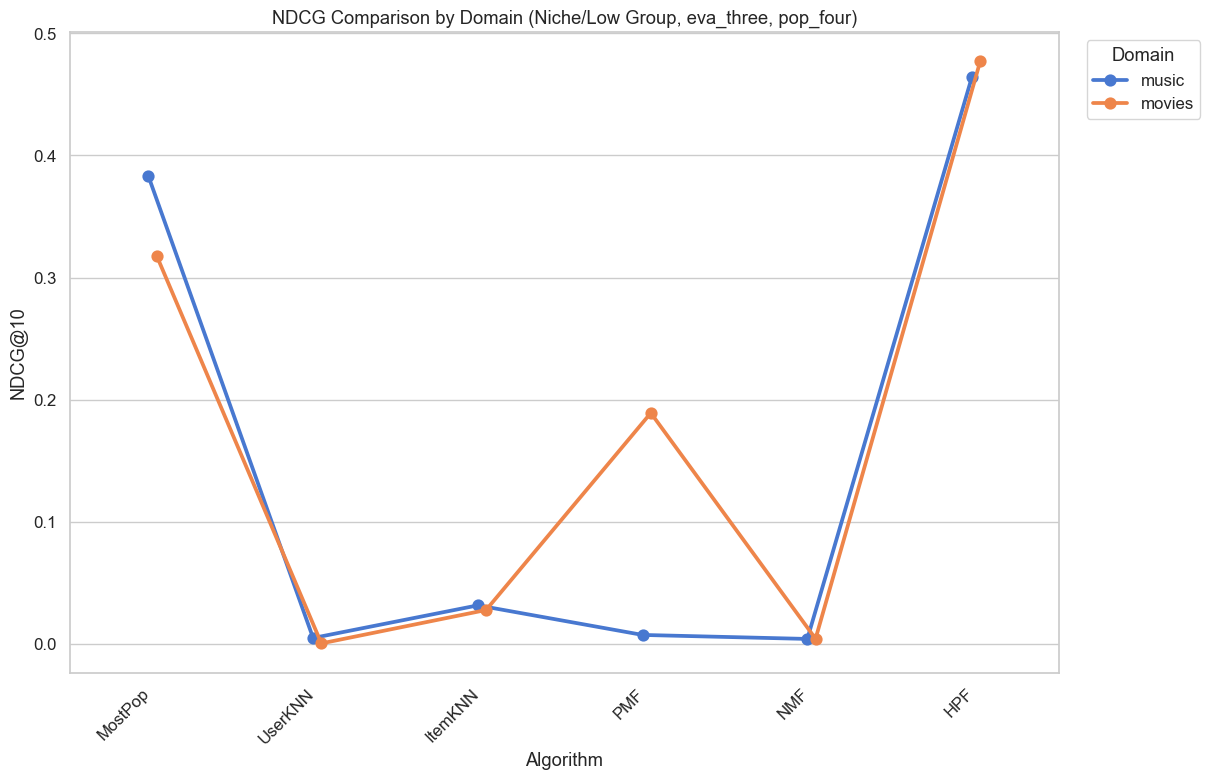 NDCG Comparison by Domain (Niche/Low Group, eva_three, pop_four)
Domain
music
movies
NDCG@10
0.5
0.4
0.3
0.2
0.1
0.0
MostPop
UserKNN
ItemKNN
PMF
NMF
HPF
Algorithm